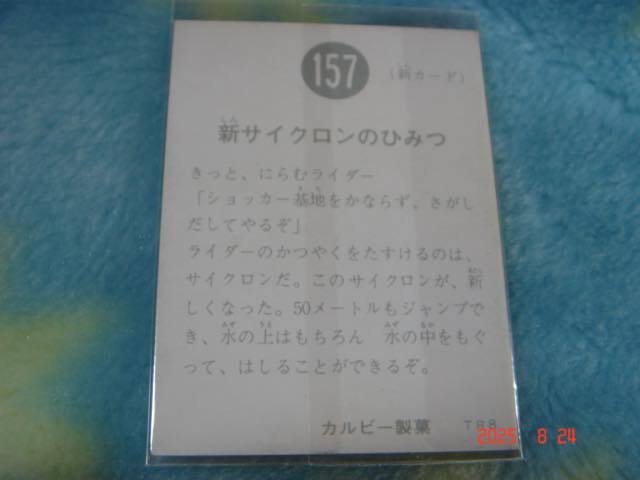 157
(新カード)
新サイクロンのひみつ
きっと、にらむライダー
「ショッカー基地をかならず、さがし
だしてやるぞ」
ライダーのかつやくをたすけるのは、
サイクロンだ。このサイクロンが、新
しくなった。50メートルもジャンプで
き、水の上はもちろん 水の中をもぐ
って、はしることができるぞ。
カルビー製菓
2025 8 24